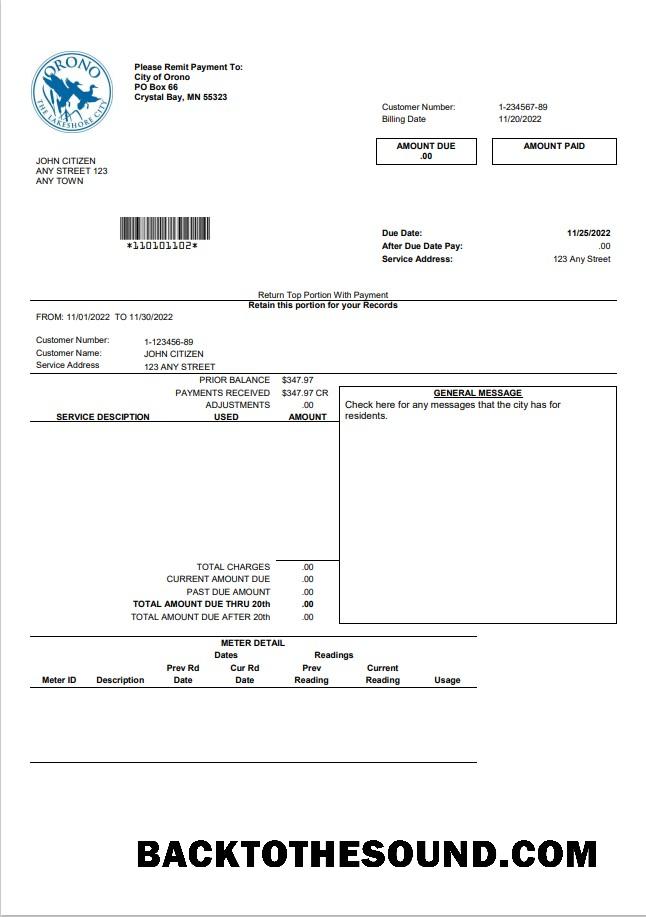 ORONO
THE LAKESHORE CITY
Please Remit Payment To:
City of Orono
PO Box 66
Crystal Bay, MN 55323
Customer Number: 1-234567-89
Billing Date 11/20/2022
AMOUNT DUE
.00
AMOUNT PAID
JOHN CITIZEN
ANY STREET 123
ANY TOWN
*110101102*
Due Date: 11/25/2022
After Due Date Pay: .00
Service Address: 123 Any Street
Return Top Portion With Payment
Retain this portion for your Records
FROM: 11/01/2022 TO 11/30/2022
Customer Number: 1-123456-89
Customer Name: JOHN CITIZEN
Service Address 123 ANY STREET
PRIOR BALANCE $347.97
PAYMENTS RECEIVED $347.97 CR
ADJUSTMENTS .00
SERVICE DESCIPTION USED AMOUNT
GENERAL MESSAGE
Check here for any messages that the city has for
residents.
TOTAL CHARGES .00
CURRENT AMOUNT DUE .00
PAST DUE AMOUNT .00
TOTAL AMOUNT DUE THRU 20th .00
TOTAL AMOUNT DUE AFTER 20th .00
METER DETAIL
Dates Readings
Prev Rd Cur Rd Prev Current
Meter ID Description Date Date Reading Reading Usage
BACKTOTHESOUND.COM